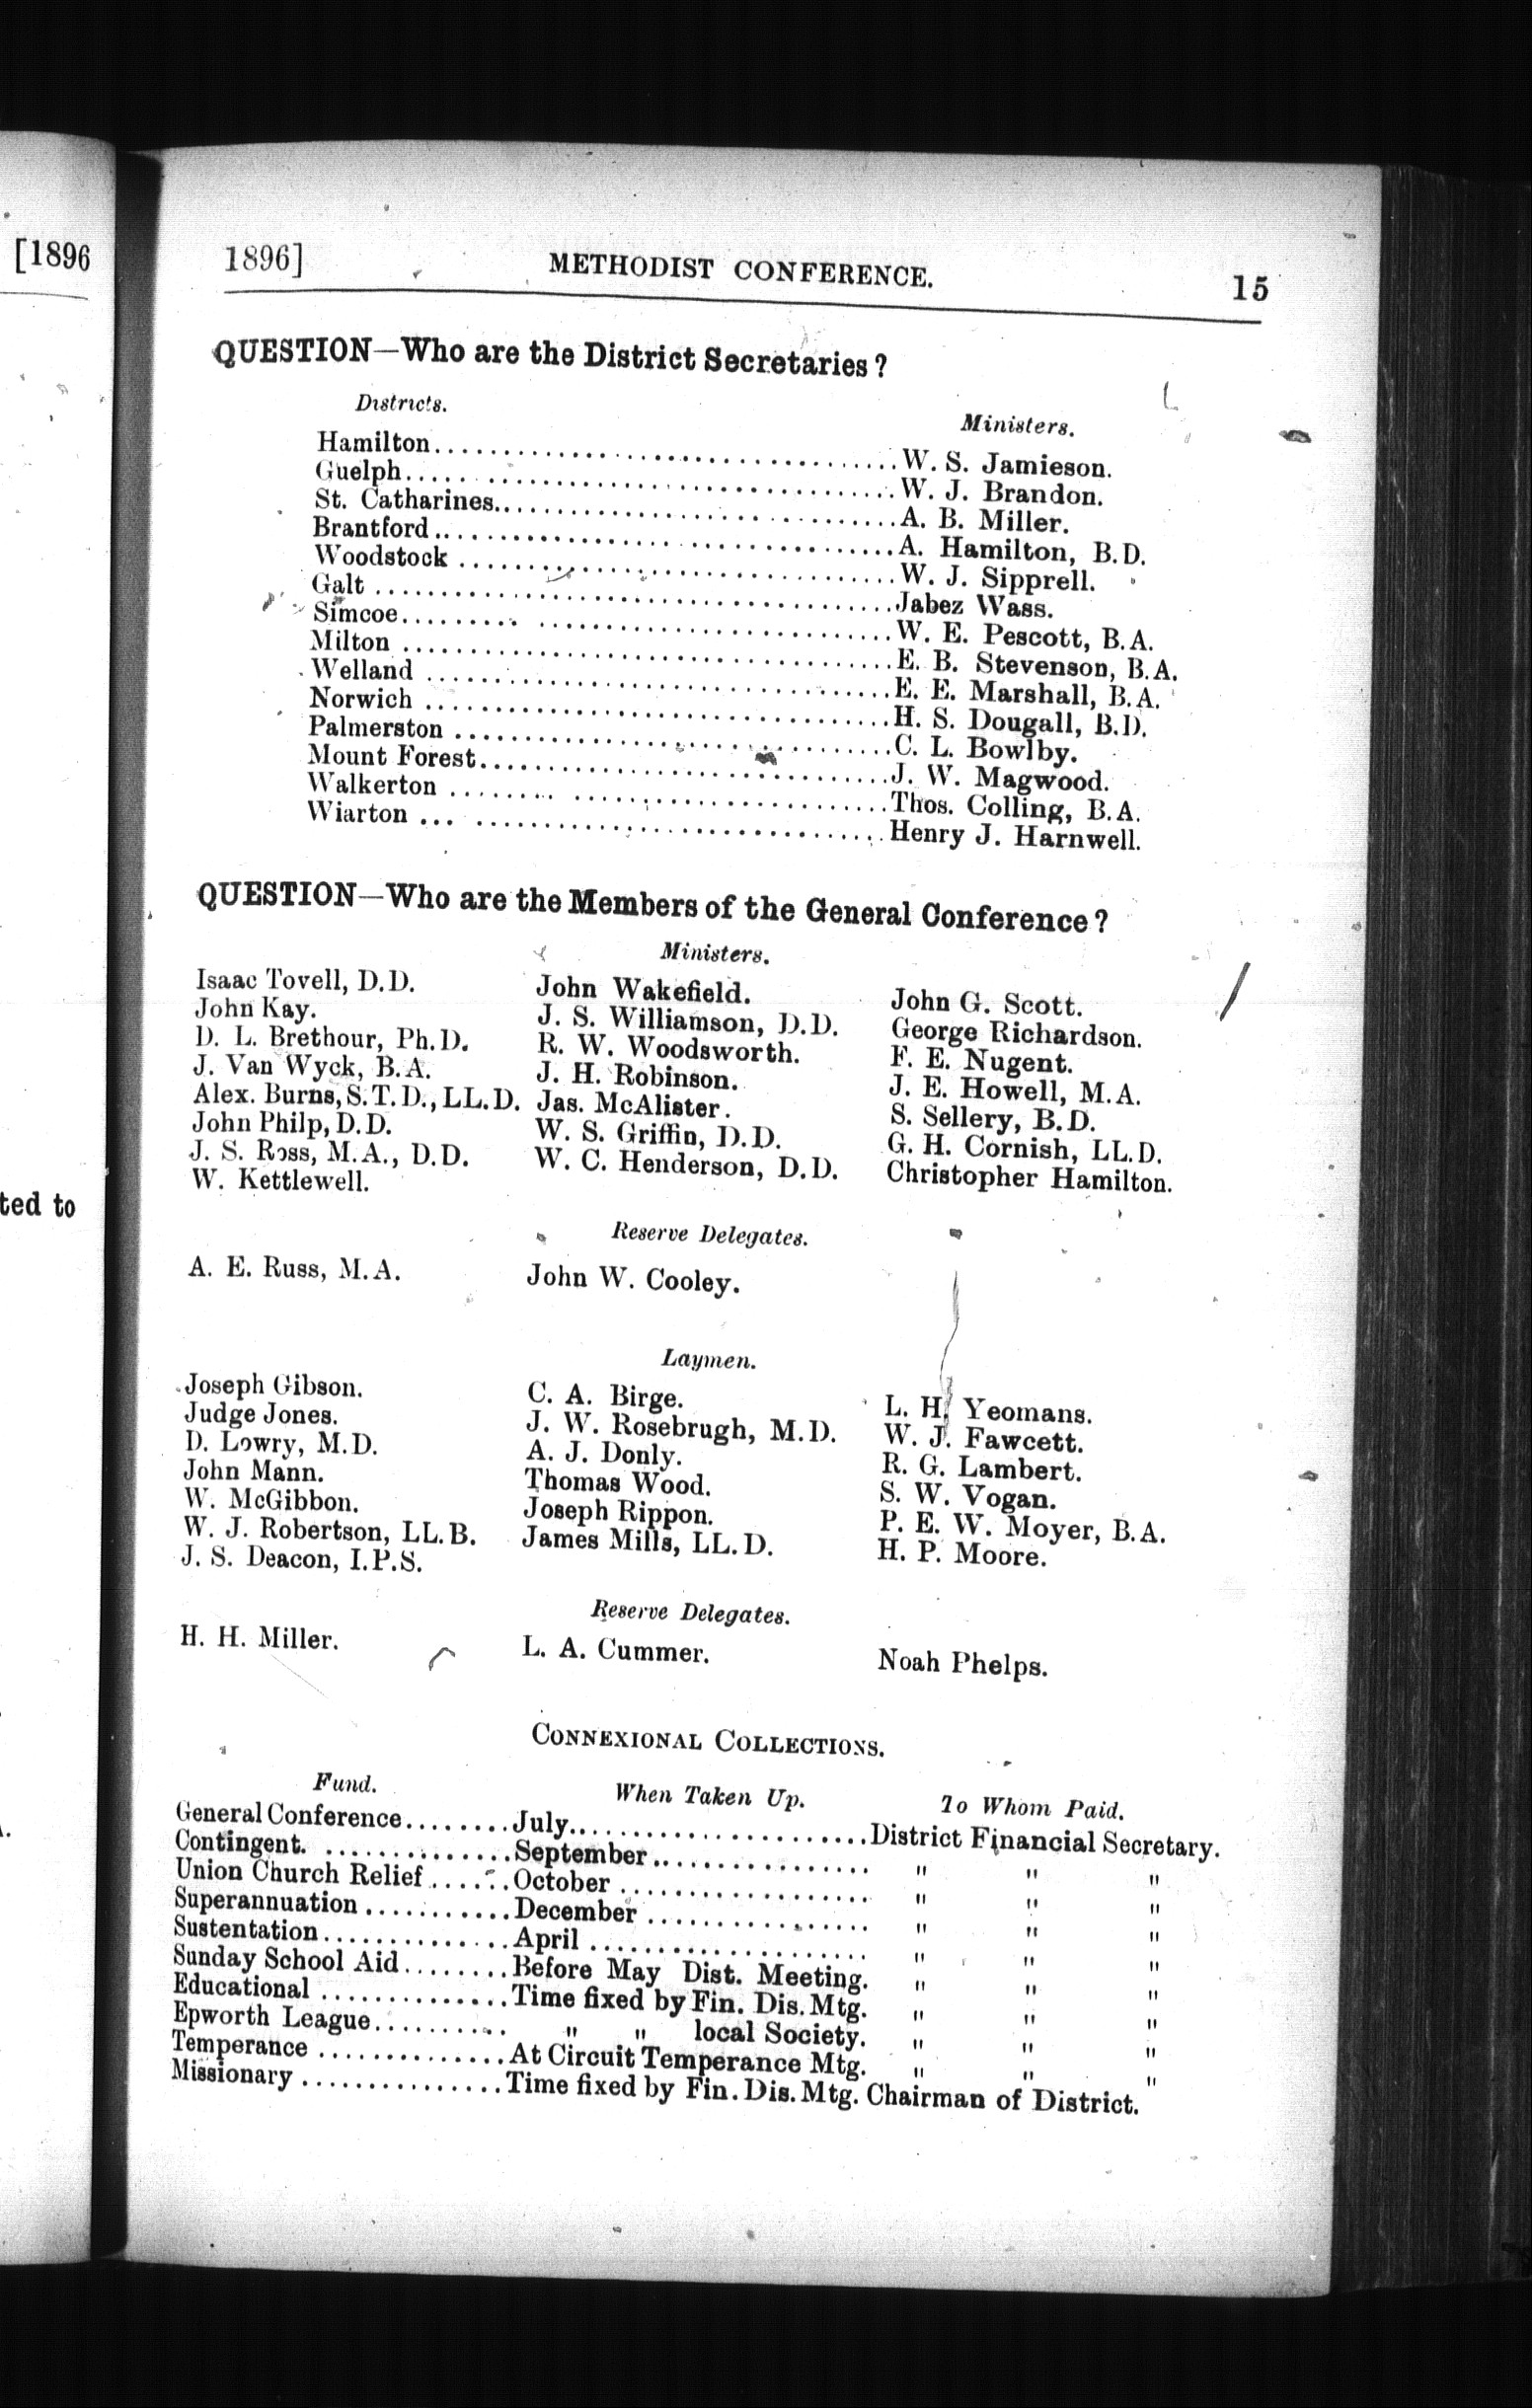 [1896
ted to
1896] METHODIST CONFERENCE. 15
QUESTION—Who are the District Secretaries?
Districts. Ministers.
Hamilton........................................W. S. Jamieson.
Guelph........................................W. J. Brandon.
St. Catharines........................................A. B. Miller.
Brantford........................................A. Hamilton, B.D.
Woodstock ........................................W. J. Sipprell.
Galt ........................................Jabez Wass.
Simcoe........................................W. E. Pescott, B.A.
Milton ........................................E. B. Stevenson, B.A.
Welland ........................................E. E. Marshall, B.A.
Norwich ........................................H. S. Dougall, B.D.
Palmerston ........................................C. L. Bowlby.
Mount Forest........................................J. W. Magwood.
Walkerton ........................................Thos. Colling, B.A.
Wiarton ........................................Henry J. Harnwell.
QUESTION—Who are the Members of the General Conference?
Ministers.
Isaac Tovell, D.D. John Wakefield. John G. Scott.
John Kay. J. S. Williamson, D.D. George Richardson.
D. L. Brethour, Ph.D. R. W. Woodsworth. F. E. Nugent.
J. Van Wyck, B.A. J. H. Robinson. J. E. Howell, M.A.
Alex. Burns, S.T.D., LL.D. Jas. McAlister. S. Sellery, B.D.
John Philp, D.D. W. S. Griffin, D.D. G. H. Cornish, LL.D.
J. S. Ross, M.A., D.D. W. C. Henderson, D.D. Christopher Hamilton.
W. Kettlewell.
Reserve Delegates.
A. E. Russ, M.A. John W. Cooley.
Laymen.
Joseph Gibson. C. A. Birge. L. H. Yeomans.
Judge Jones. J. W. Rosebrugh, M.D. W. J. Fawcett.
D. Lowry, M.D. A. J. Donly. R. G. Lambert.
John Mann. Thomas Wood. S. W. Vogan.
W. McGibbon. Joseph Rippon. P. E. W. Moyer, B.A.
W. J. Robertson, LL.B. James Mills, LL.D. H. P. Moore.
J. S. Deacon, I.P.S.
Reserve Delegates.
H. H. Miller. L. A. Cummer. Noah Phelps.
CONNEXIONAL COLLECTIONS.
Fund. When Taken Up. To Whom Paid.
General Conference........July......................District Financial Secretary.
Contingent. ..............September................ " " "
Union Church Relief......October .................. " " "
Superannuation ...........December ................ " " "
Sustentation..............April .................... " " "
Sunday School Aid........Before May Dist. Meeting. " " "
Educational ..............Time fixed by Fin. Dis. Mtg. " " "
Epworth League.......... " " local Society. " " "
Temperance ..............At Circuit Temperance Mtg. " " "
Missionary ...............Time fixed by Fin. Dis. Mtg. Chairman of District.